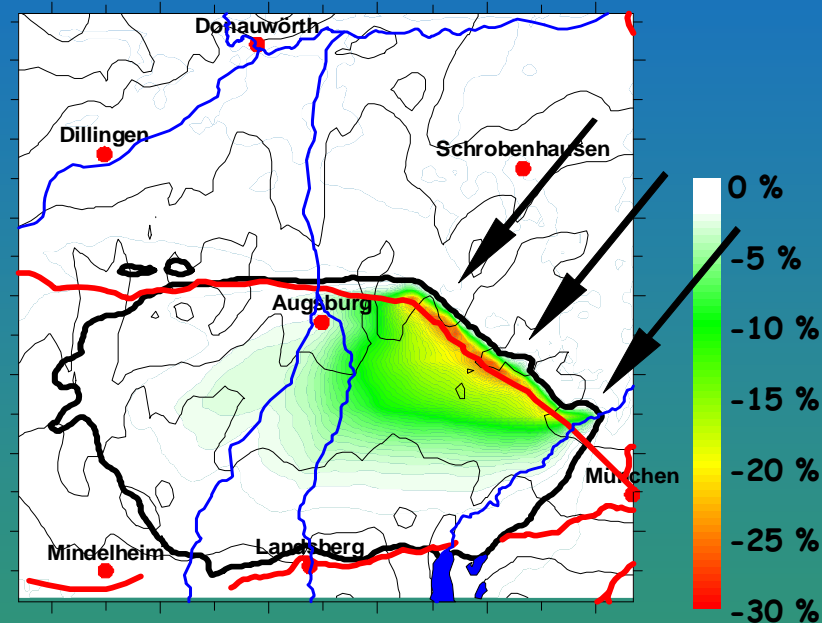 Donauwörth
Dillingen
Schrobenhausen
0 %
-5 %
Augsburg
-10 %
-15 %
-20 %
München
-25 %
Mindelheim
Landsberg
-30 %